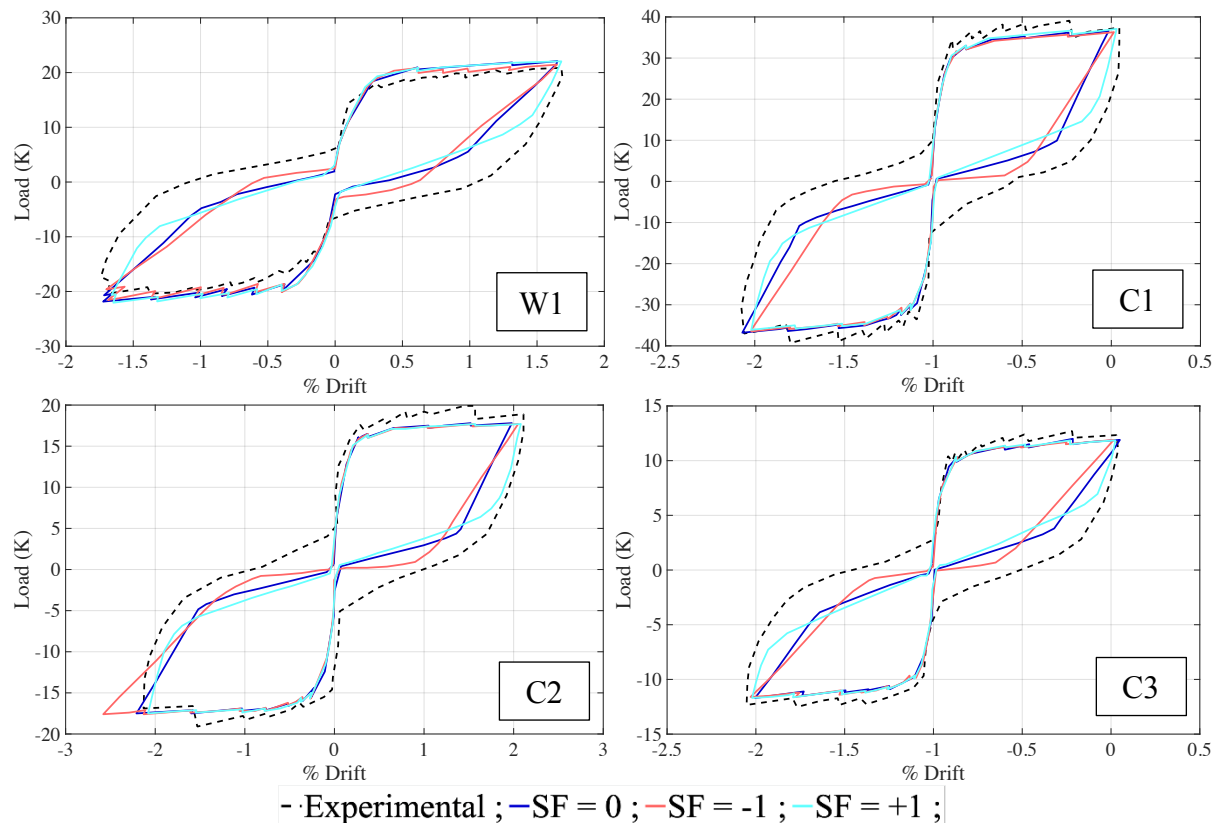 30
20
10
0
-10
-20
-30
Load (K)
-2 -1.5 -1 -0.5 0 0.5 1 1.5 2
% Drift
W1
40
30
20
10
0
-10
-20
-30
-40
Load (K)
-2.5 -2 -1.5 -1 -0.5 0 0.5
% Drift
C1
20
15
10
5
0
-5
-10
-15
-20
Load (K)
-3 -2 -1 0 1 2 3
% Drift
C2
15
10
5
0
-5
-10
-15
Load (K)
-2.5 -2 -1.5 -1 -0.5 0 0.5
% Drift
C3
Experimental ; SF = 0 ; SF = -1 ; SF = +1 ;